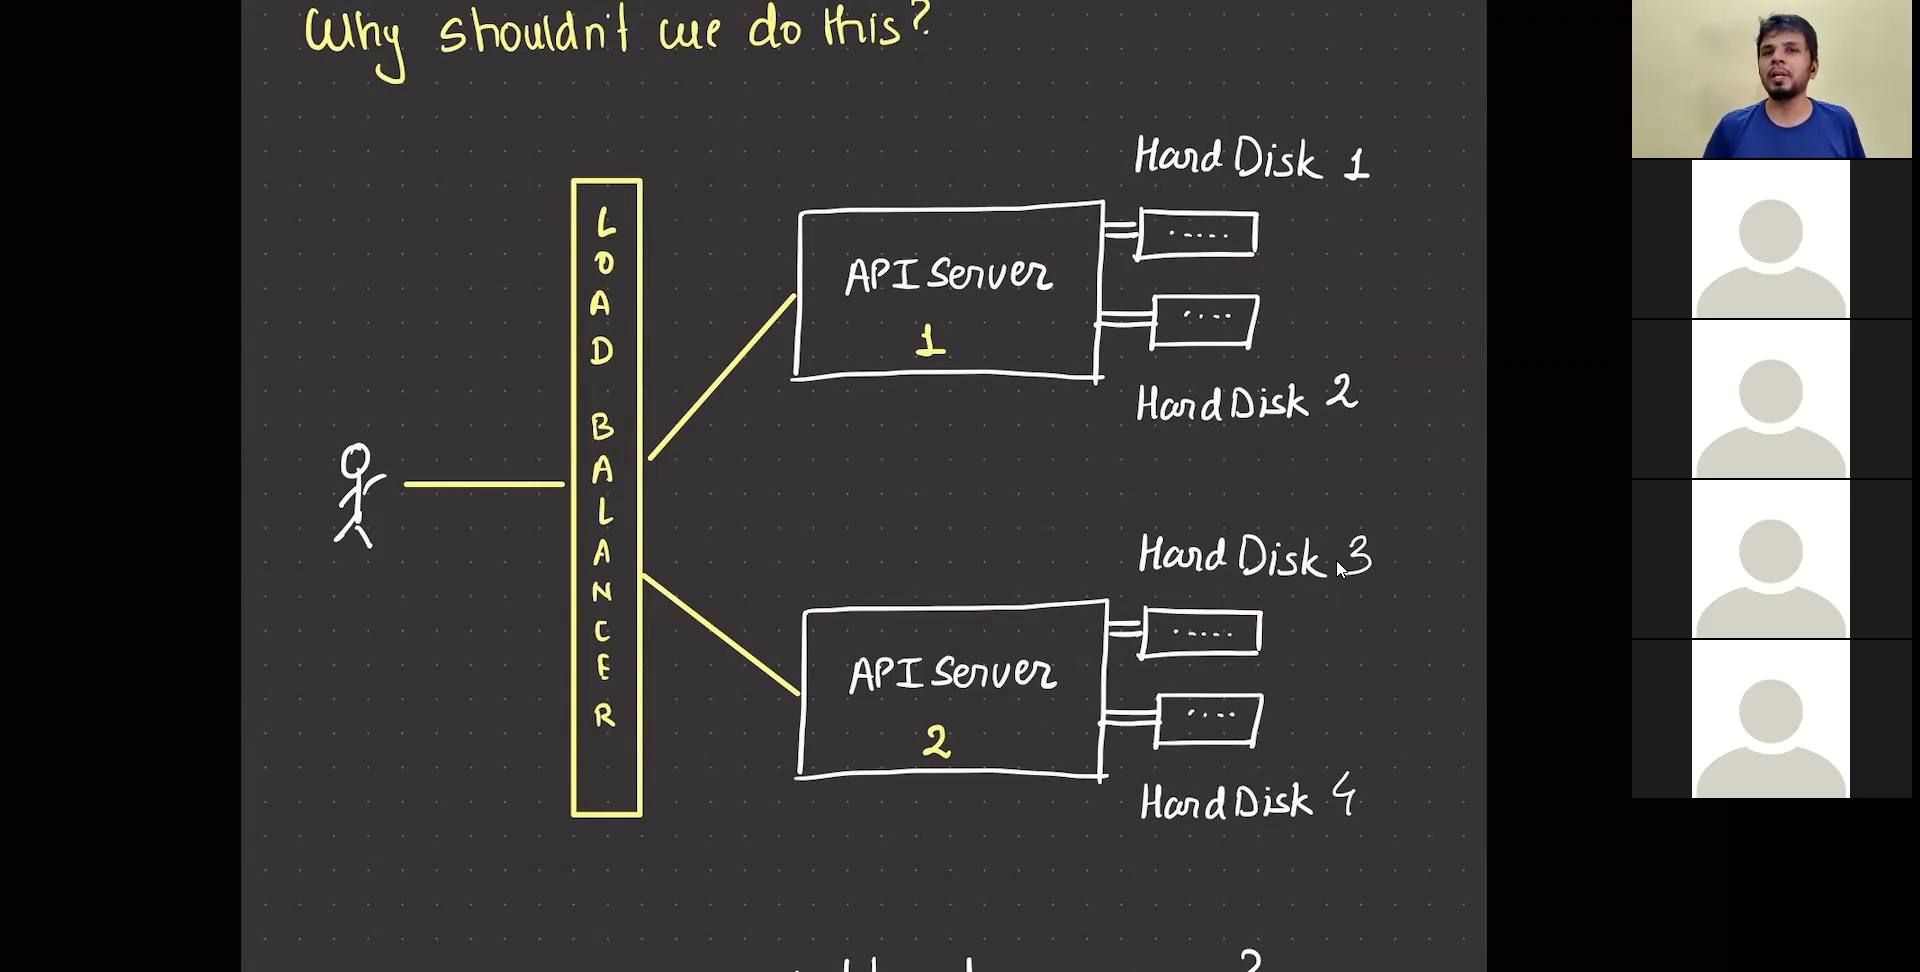 Why shouldn't we do this?
LOAD BALANCER
Hard Disk 1
API Server
1
Hard Disk 2
Hard Disk 3
API Server
2
Hard Disk 4